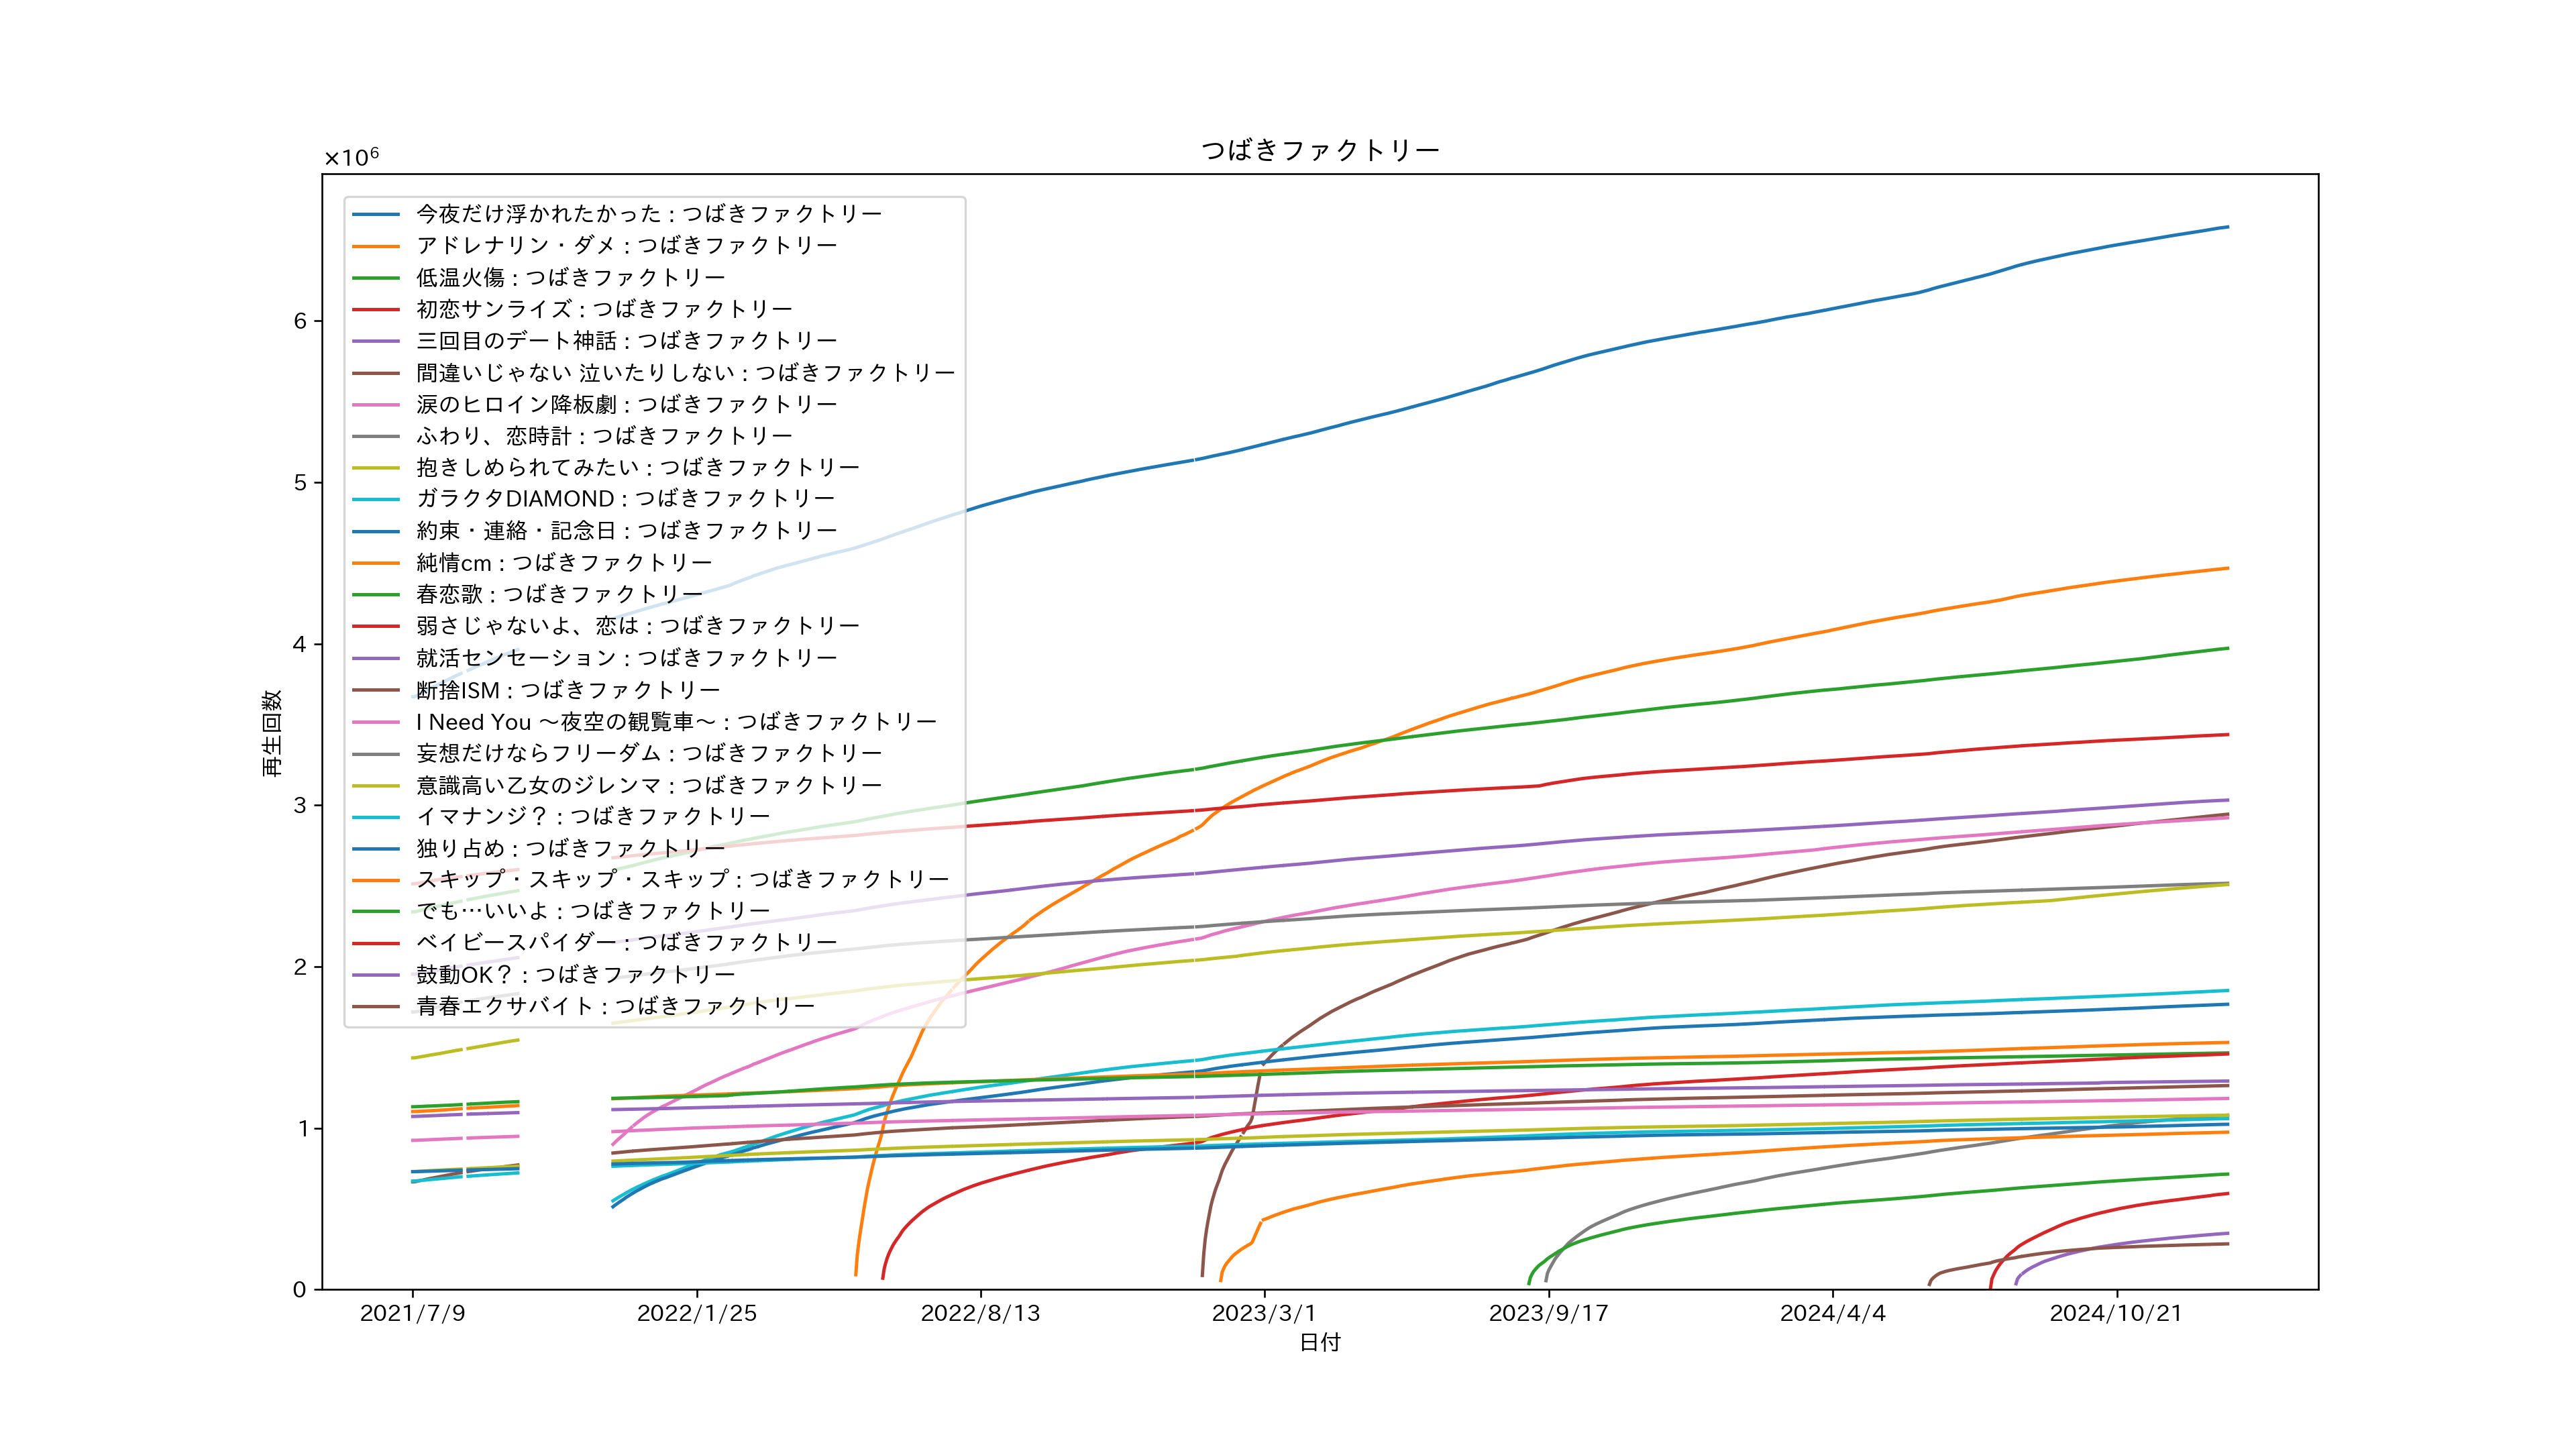 つばきファクトリー
×10⁶
今夜だけ浮かれたかった : つばきファクトリー
アドレナリン・ダメ : つばきファクトリー
低温火傷 : つばきファクトリー
初恋サンライズ : つばきファクトリー
三回目のデート神話 : つばきファクトリー
間違いじゃない 泣いたりしない : つばきファクトリー
涙のヒロイン降板劇 : つばきファクトリー
ふわり、恋時計 : つばきファクトリー
抱きしめられてみたい : つばきファクトリー
ガラクタDIAMOND : つばきファクトリー
約束・連絡・記念日 : つばきファクトリー
純情cm : つばきファクトリー
春恋歌 : つばきファクトリー
弱さじゃないよ、恋は : つばきファクトリー
就活センセーション : つばきファクトリー
断捨ISM : つばきファクトリー
I Need You ～夜空の観覧車～ : つばきファクトリー
妄想だけならフリーダム : つばきファクトリー
意識高い乙女のジレンマ : つばきファクトリー
イマナンジ？ : つばきファクトリー
独り占め : つばきファクトリー
スキップ・スキップ・スキップ : つばきファクトリー
でも…いいよ : つばきファクトリー
ベイビースパイダー : つばきファクトリー
鼓動OK？ : つばきファクトリー
青春エクサバイト : つばきファクトリー
6
5
4
3
2
1
0
再生回数
2021/7/9 2022/1/25 2022/8/13 2023/3/1 2023/9/17 2024/4/4 2024/10/21
日付